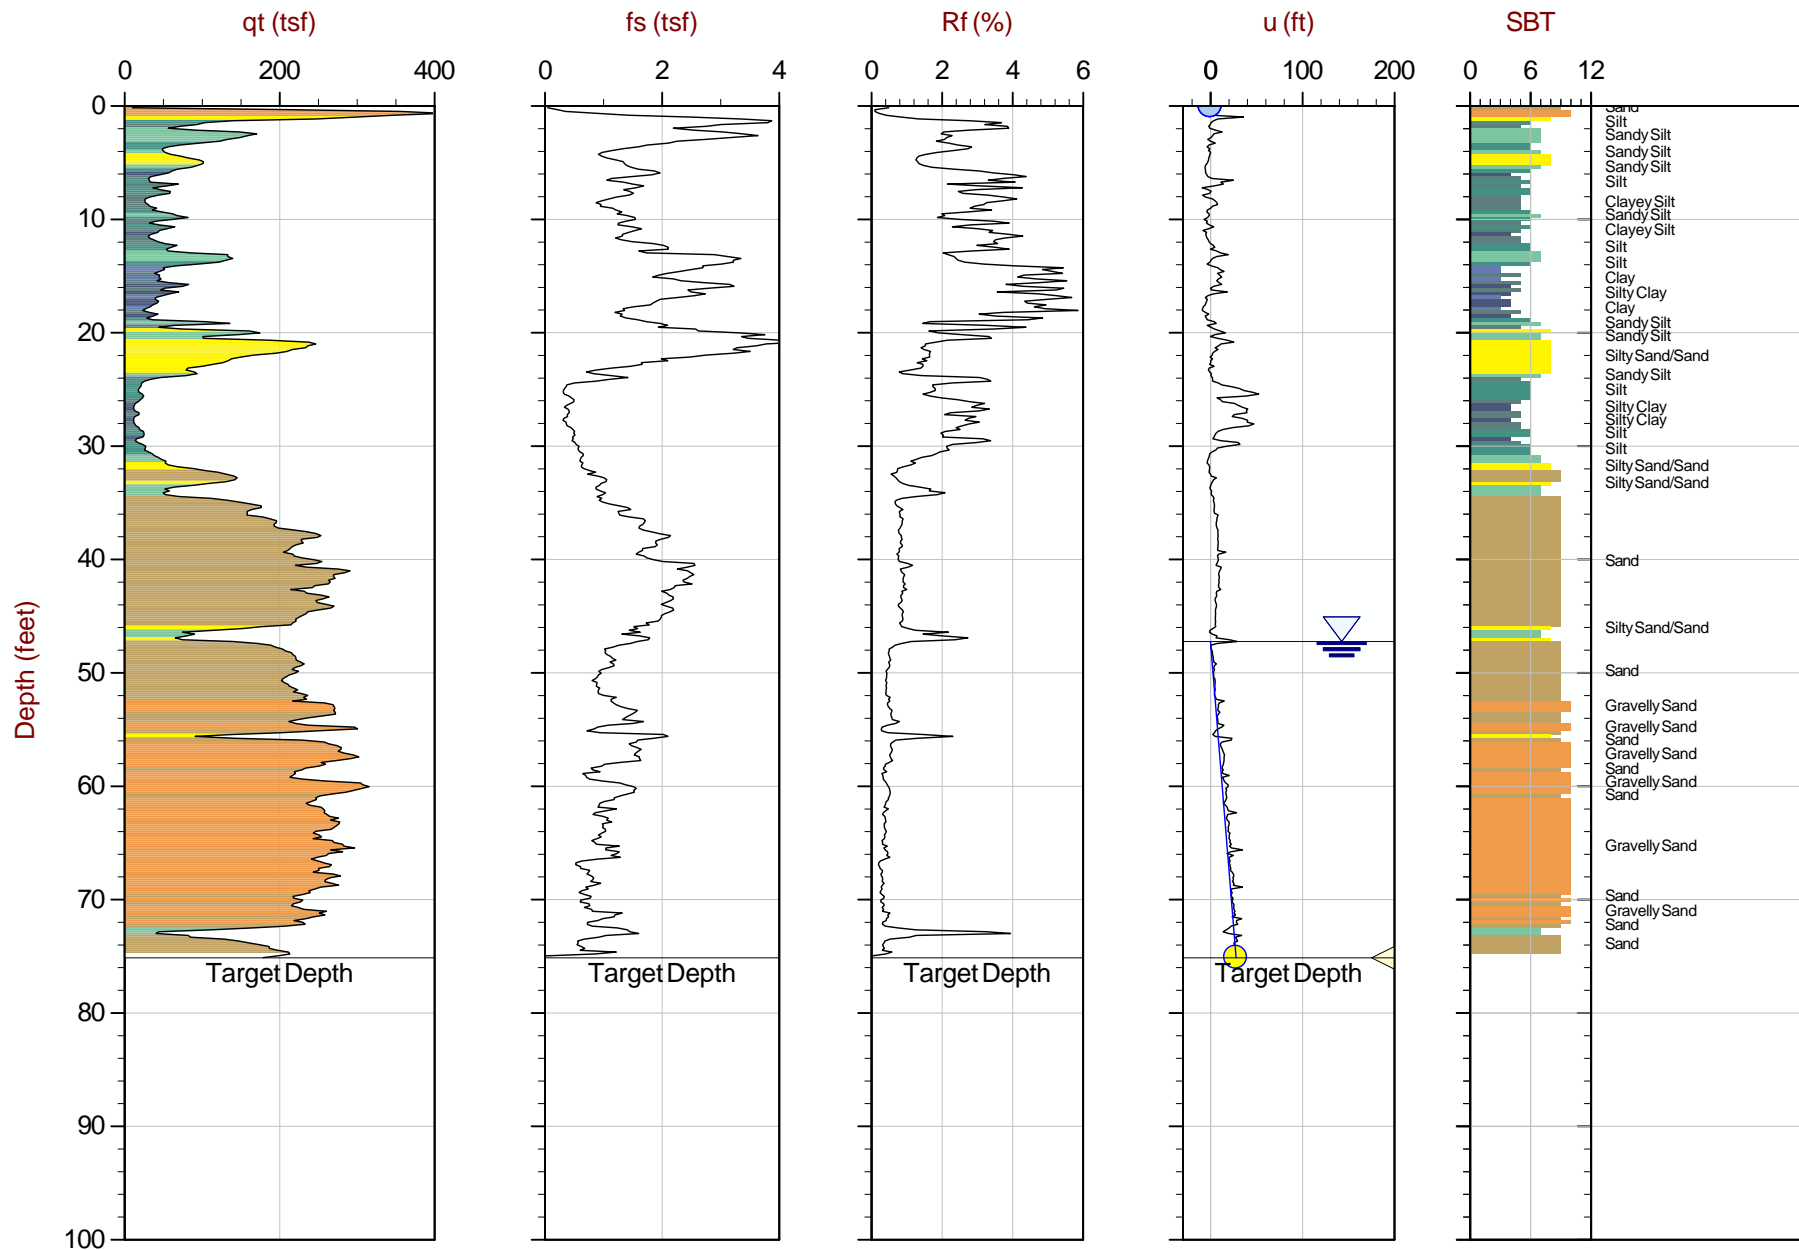 qt (tsf) fs (tsf) Rf (%) u (ft) SBT
0 200 400 0 2 4 0 2 4 6 0 0 100 200 0 6 12
0
Sand
Silt
Sandy Silt
Sandy Silt
Sandy Silt
Silt
Clayey Silt
Sandy Silt
10
Clayey Silt
Silt
Silt
Clay
Silty Clay
Clay
Sandy Silt
20
Sandy Silt
Silty Sand/Sand
Sandy Silt
Silt
Silty Clay
Silty Clay
Silt
30
Silt
Silty Sand/Sand
Silty Sand/Sand
40 Sand
Silty Sand/Sand
50 Sand
Gravelly Sand
Gravelly Sand
Sand
Gravelly Sand
Sand
Gravelly Sand
60
Sand
Depth (feet)
Gravelly Sand
Sand
70
Gravelly Sand
Sand
Sand
Target Depth Target Depth Target Depth Target Depth
80
90
100